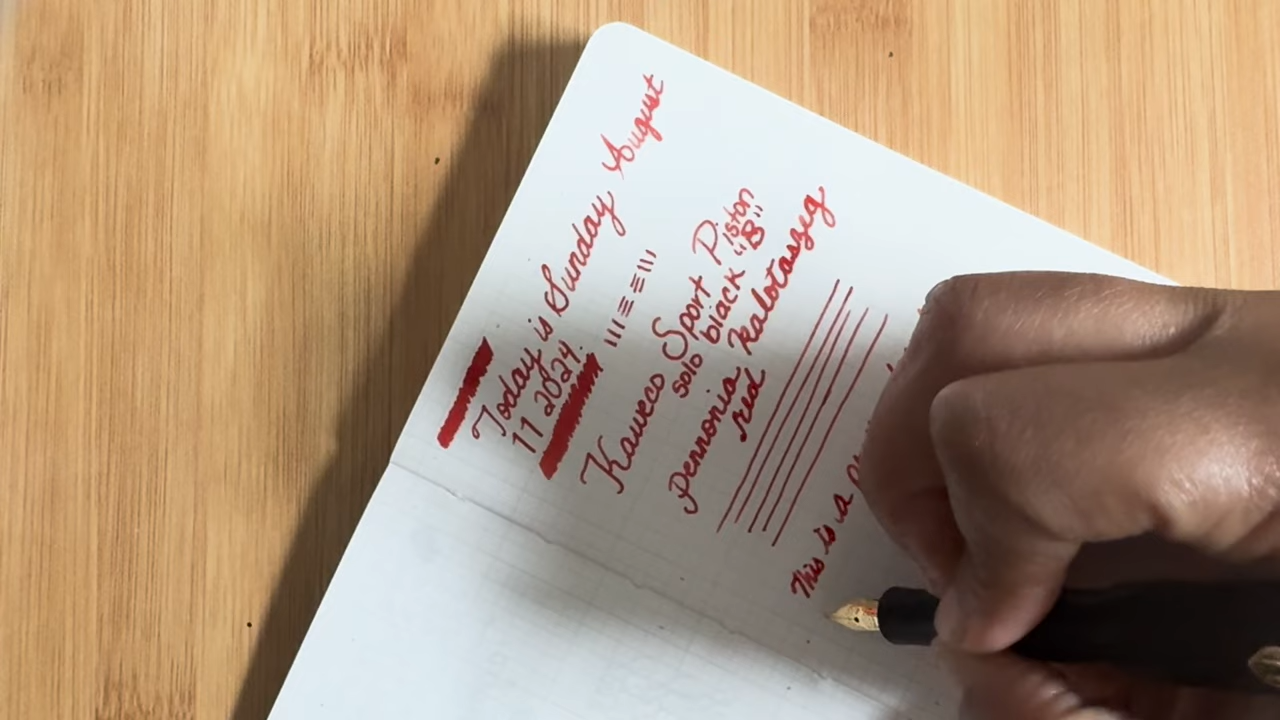 Today is Sunday August
11 2024.
Kaweco Sport Piston
solo black "B"
Pennonia Kalotaszeg
red
This is a